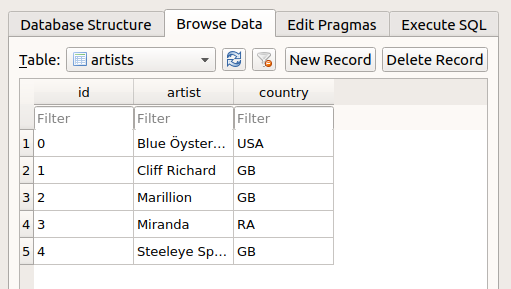 Database Structure Browse Data Edit Pragmas Execute SQL
Table: artists New Record Delete Record
id artist country
Filter Filter Filter
1 0 Blue Öyster... USA
2 1 Cliff Richard GB
3 2 Marillion GB
4 3 Miranda RA
5 4 Steeleye Sp... GB